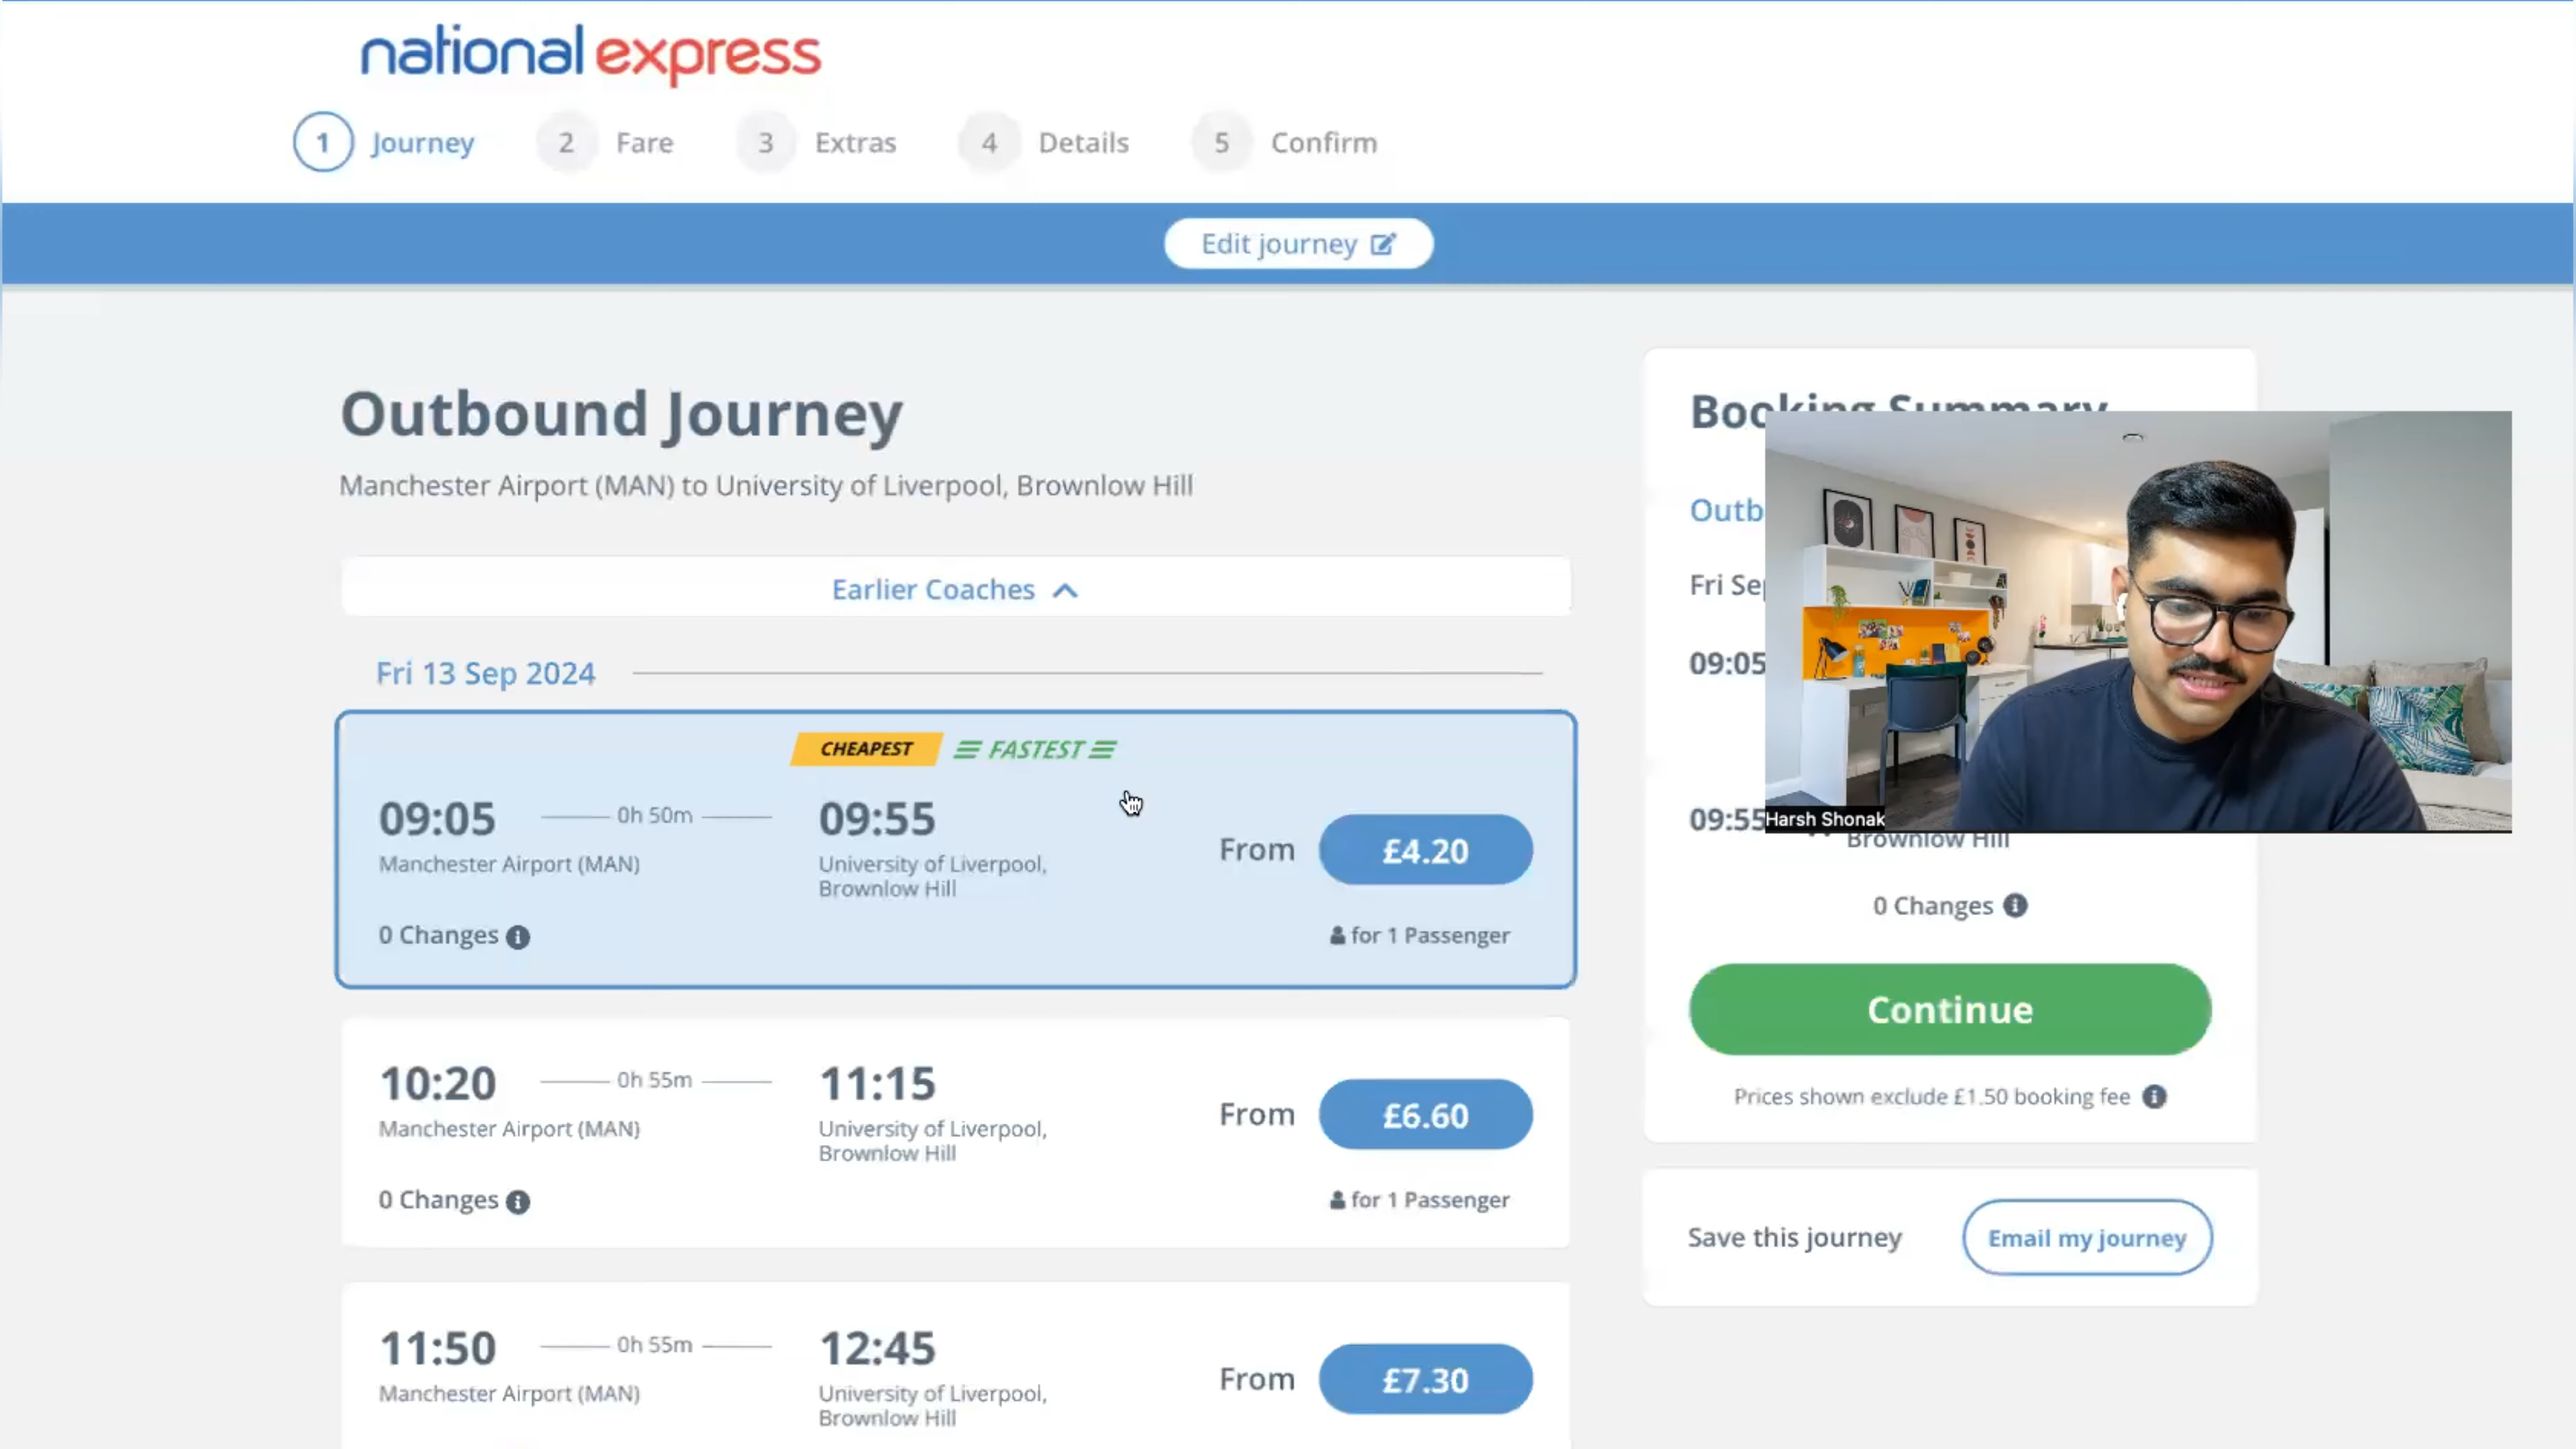 national express
1 Journey 2 Fare 3 Extras 4 Details 5 Confirm
Edit journey
Outbound Journey
Manchester Airport (MAN) to University of Liverpool, Brownlow Hill
Earlier Coaches
Fri 13 Sep 2024
CHEAPEST FASTEST
09:05 0h 50m 09:55
Manchester Airport (MAN)
University of Liverpool,
Brownlow Hill
From £4.20
0 Changes
for 1 Passenger
10:20 0h 55m 11:15
Manchester Airport (MAN)
University of Liverpool,
Brownlow Hill
From £6.60
0 Changes
for 1 Passenger
11:50 0h 55m 12:45
Manchester Airport (MAN)
University of Liverpool,
Brownlow Hill
From £7.30
Booking Summary
Outb
Fri Se
09:05
09:55
Harsh Shonak
Brownlow Hill
0 Changes
Continue
Prices shown exclude £1.50 booking fee
Save this journey
Email my journey